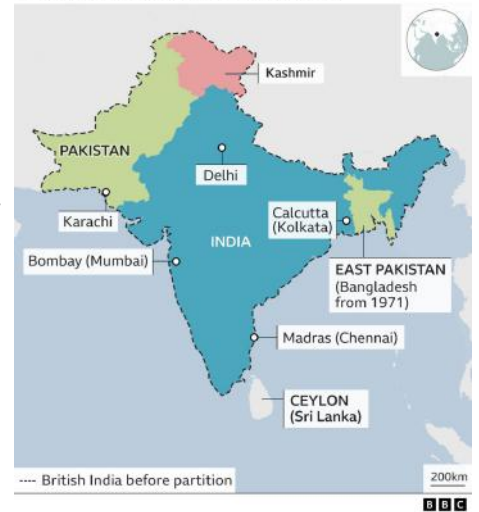 Kashmir
PAKISTAN
Delhi
Karachi
Calcutta
(Kolkata)
INDIA
Bombay (Mumbai)
EAST PAKISTAN
(Bangladesh
from 1971)
Madras (Chennai)
CEYLON
(Sri Lanka)
---- British India before partition
200km
BBC